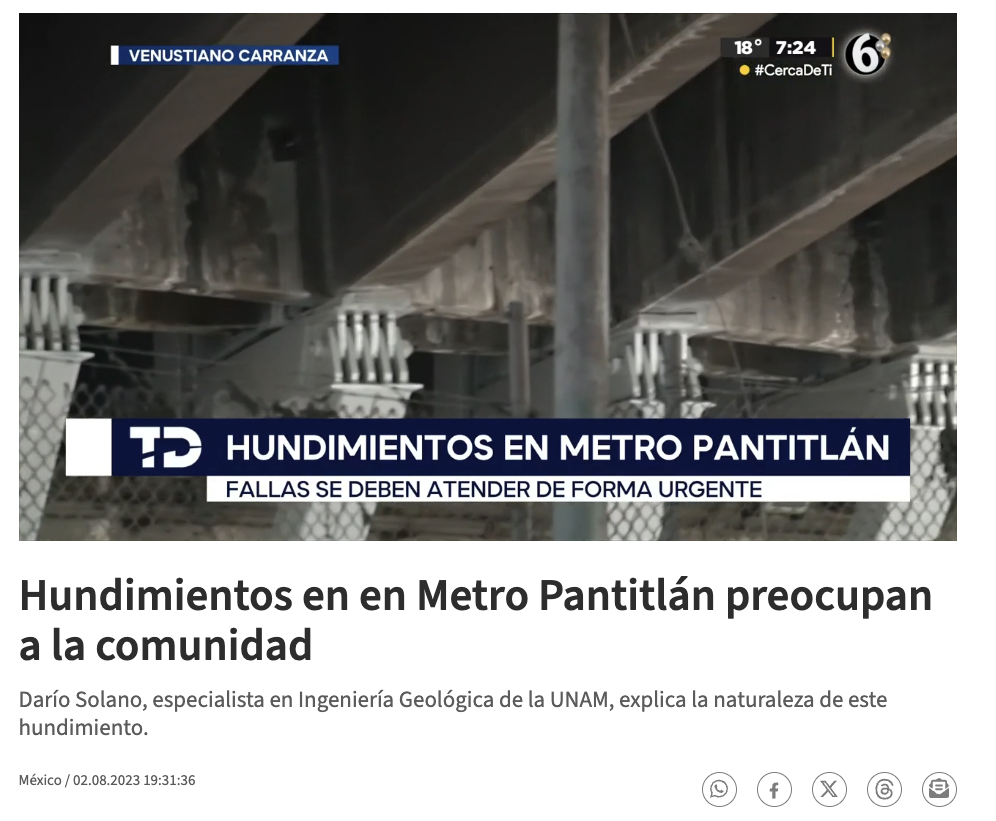 VENUSTIANO CARRANZA
18° 7:24
#CercaDeTi
6
TD HUNDIMIENTOS EN METRO PANTITLÁN
FALLAS SE DEBEN ATENDER DE FORMA URGENTE
Hundimientos en en Metro Pantitlán preocupan
a la comunidad
Darío Solano, especialista en Ingeniería Geológica de la UNAM, explica la naturaleza de este
hundimiento.
México / 02.08.2023 19:31:36